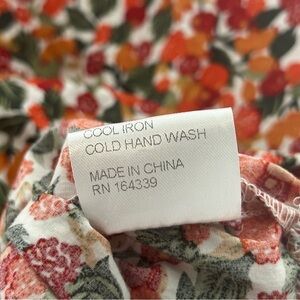 COOL IRON
COLD HAND WASH
MADE IN CHINA
RN 164339